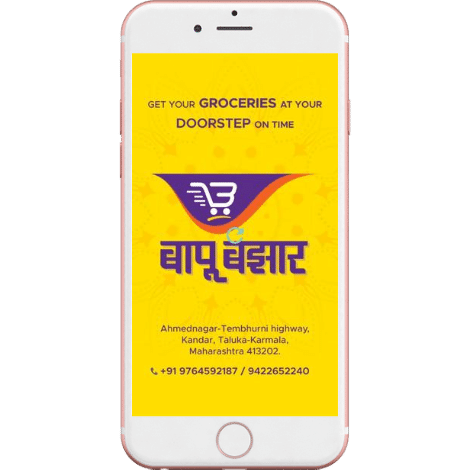 GET YOUR GROCERIES AT YOUR
DOORSTEP ON TIME
बापू बझार
Ahmednagar-Tembhurni highway,
Kandar, Taluka-Karmala,
Maharashtra 413202.
+91 9764592187 / 9422652240